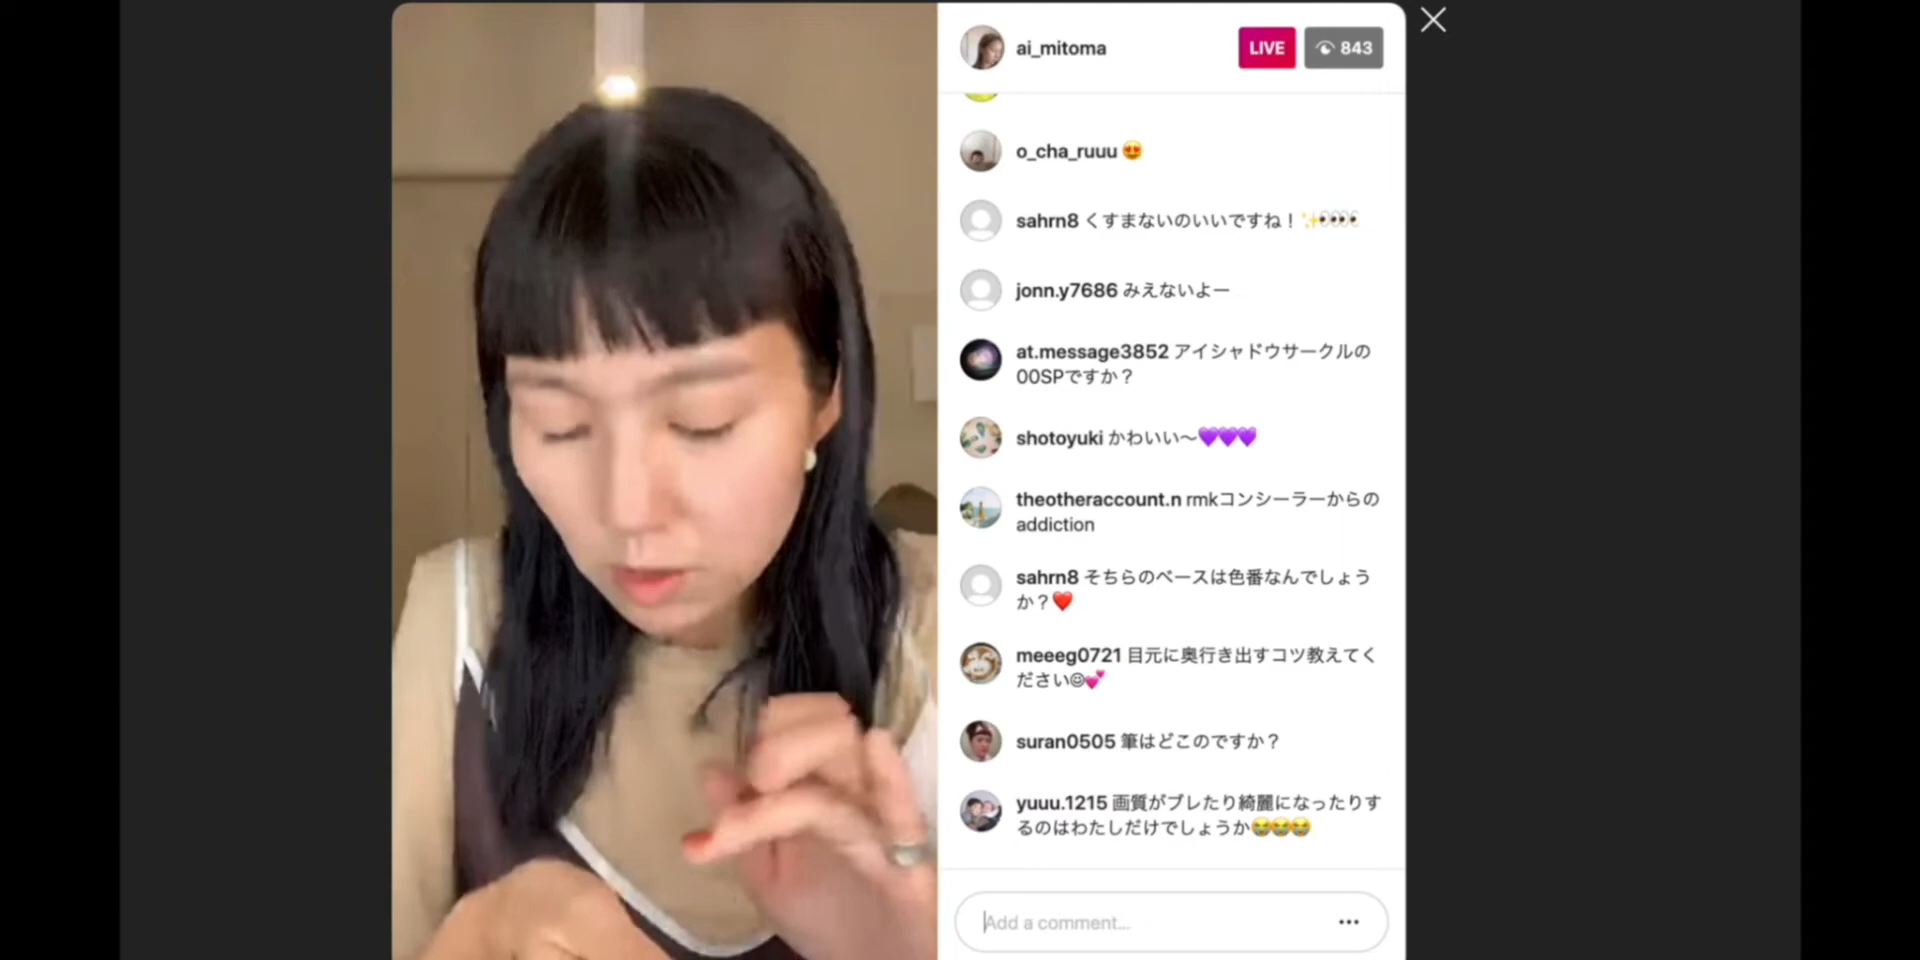 ai_mitoma
LIVE
843
o_cha_ruuu 😍
sahrn8 くすまないのいいですね！✨👀👀
jonn.y7686 みえないよー
at.message3852 アイシャドウサークルの
00SPですか？
shotoyuki かわいい〜💜💜💜
theotheraccount.n rmkコンシーラーからの
addiction
sahrn8 そちらのベースは色番なんでしょう
か？❤️
meeeg0721 目元に奥行き出すコツ教えてく
ださい☺💕
suran0505 筆はどこのですか？
yuuu.1215 画質がブレたり綺麗になったりす
るのはわたしだけでしょうか😭😭😭
Add a comment...